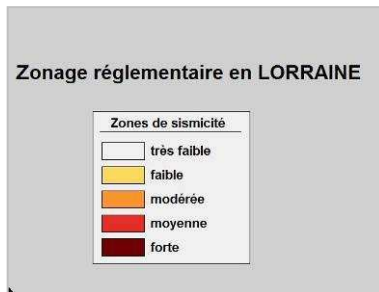 Zonage réglementaire en LORRAINE
Zones de sismicité
très faible
faible
modérée
moyenne
forte